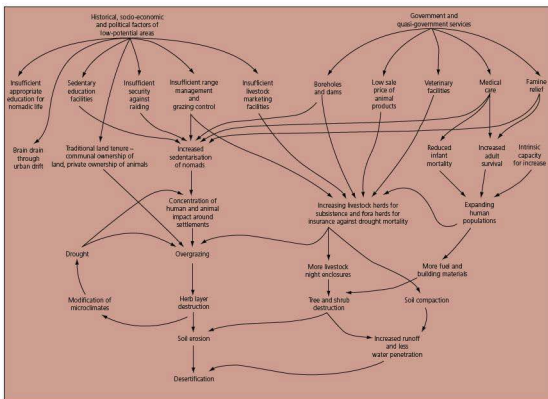 Historical, socio-economic
and political factors of
low-potential areas
Government and
quasi-government services
Insufficient
appropriate
education for
nomadic life
Sedentary
education
facilities
Insufficient
security
against
raiding
Insufficient range
management
and
grazing control
Insufficient
livestock
marketing
facilities
Boreholes
and dams
Low sale
price of
animal
products
Veterinary
facilities
Medical
care
Famine
relief
Brain drain
through
urban drift
Traditional land tenure –
communal ownership of
land, private ownership of animals
Increased
sedentarisation
of nomads
Reduced
infant
mortality
Increased
adult
survival
Intrinsic
capacity
for increase
Concentration of
human and animal
impact around
settlements
Increasing livestock herds for
subsistence and fora herds for
insurance against drought mortality
Expanding
human
populations
Drought
Overgrazing
More livestock
night enclosures
More fuel and
building materials
Modification of
microclimates
Herb layer
destruction
Tree and shrub
destruction
Soil compaction
Soil erosion
Increased runoff
and less
water penetration
Desertification